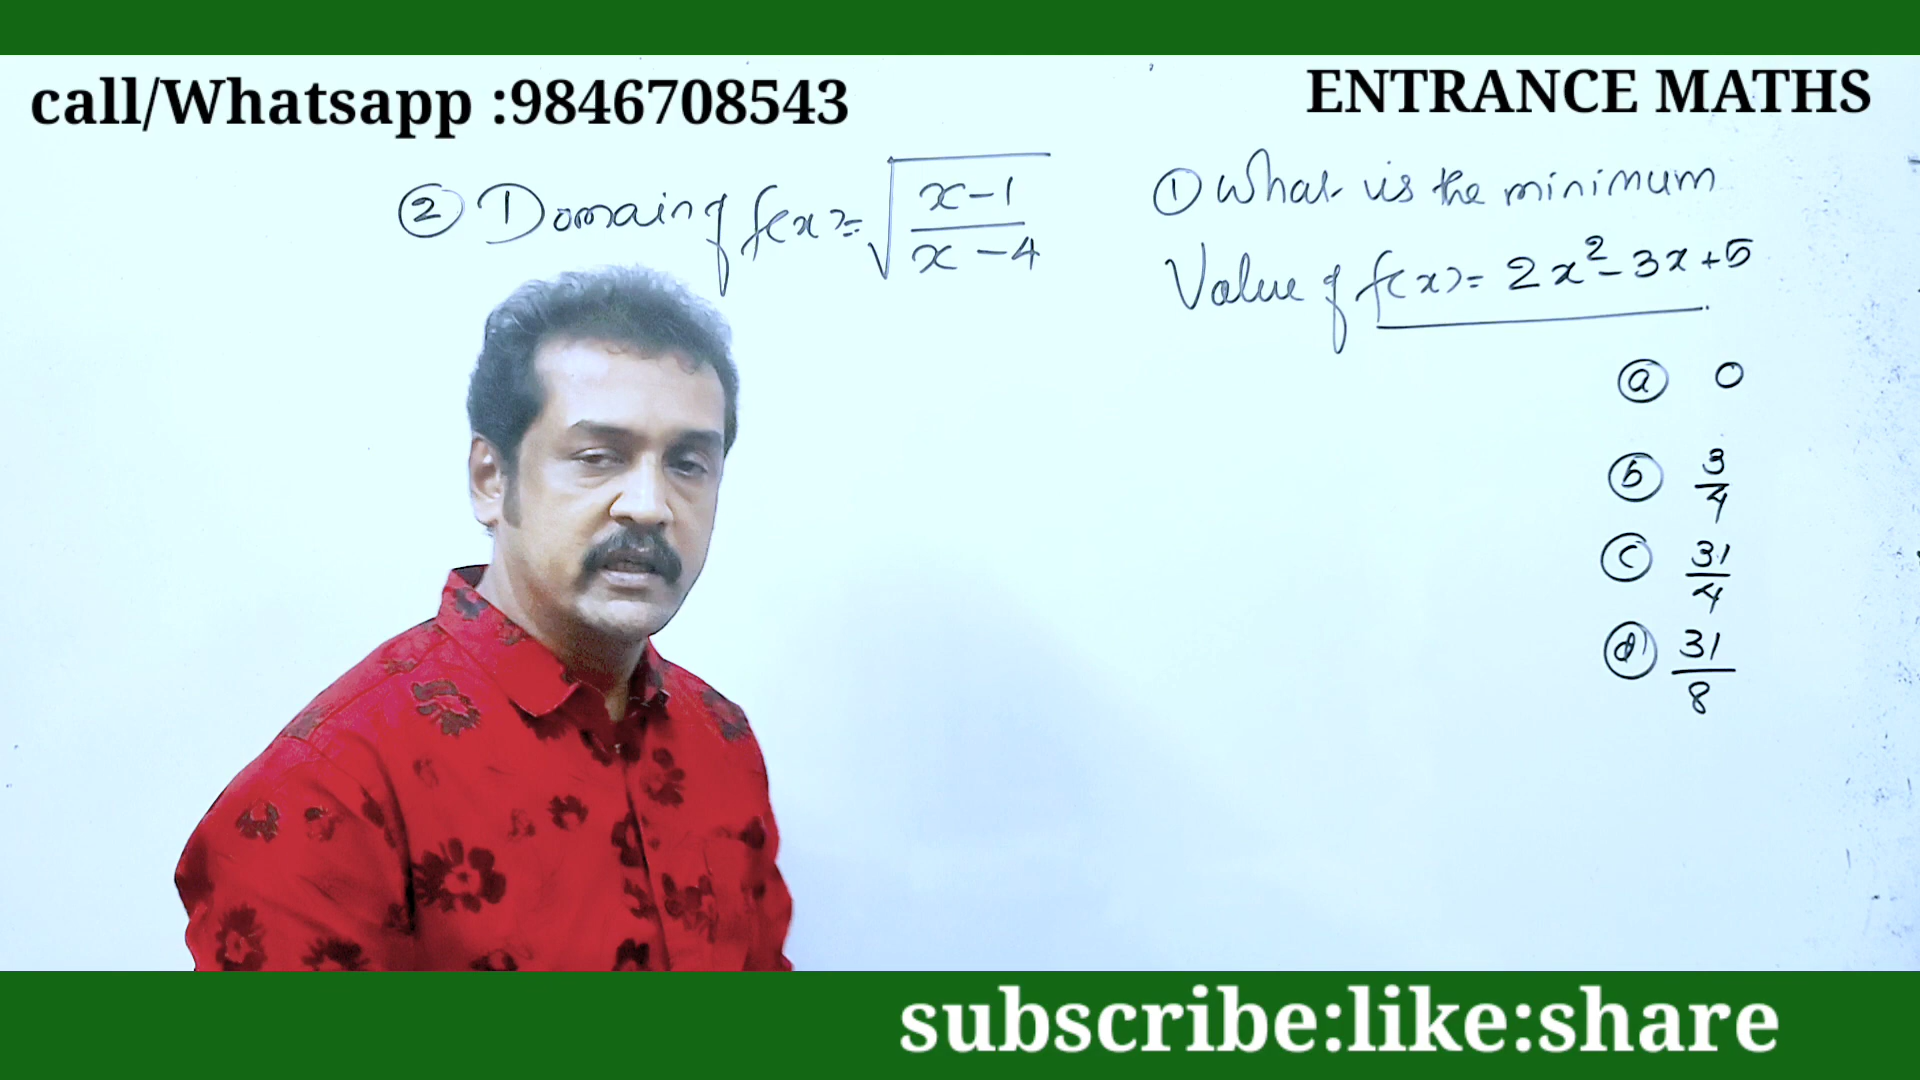 call/Whatsapp :9846708543
ENTRANCE MATHS
② Domain of f(x)= √((x-1)/(x-4))
① What is the minimum
Value of f(x)= 2x²-3x+5
ⓐ 0
ⓑ 3/4
ⓒ 31/4
ⓓ 31/8
subscribe:like:share